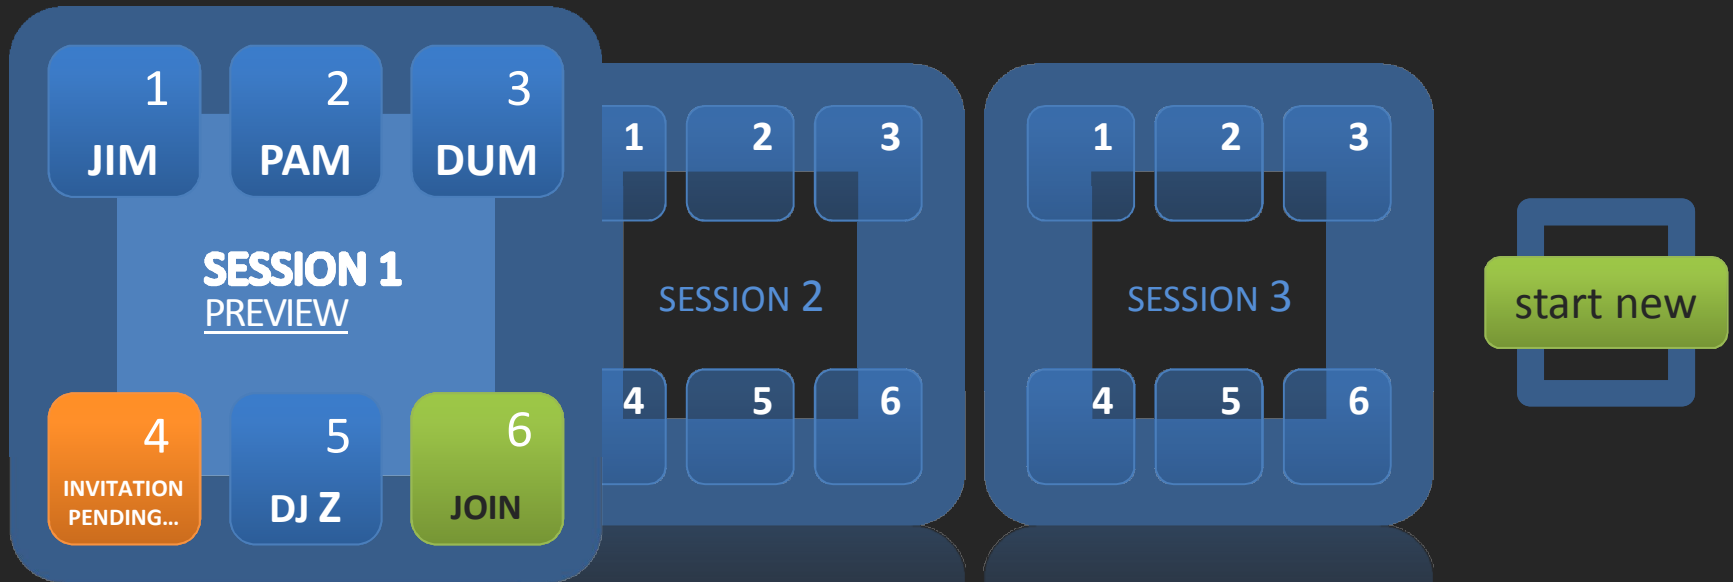 1
JIM
2
PAM
3
DUM
SESSION 1
PREVIEW
4
INVITATION
PENDING...
5
DJ Z
6
JOIN
1
2
3
SESSION 2
4
5
6
1
2
3
SESSION 3
4
5
6
start new